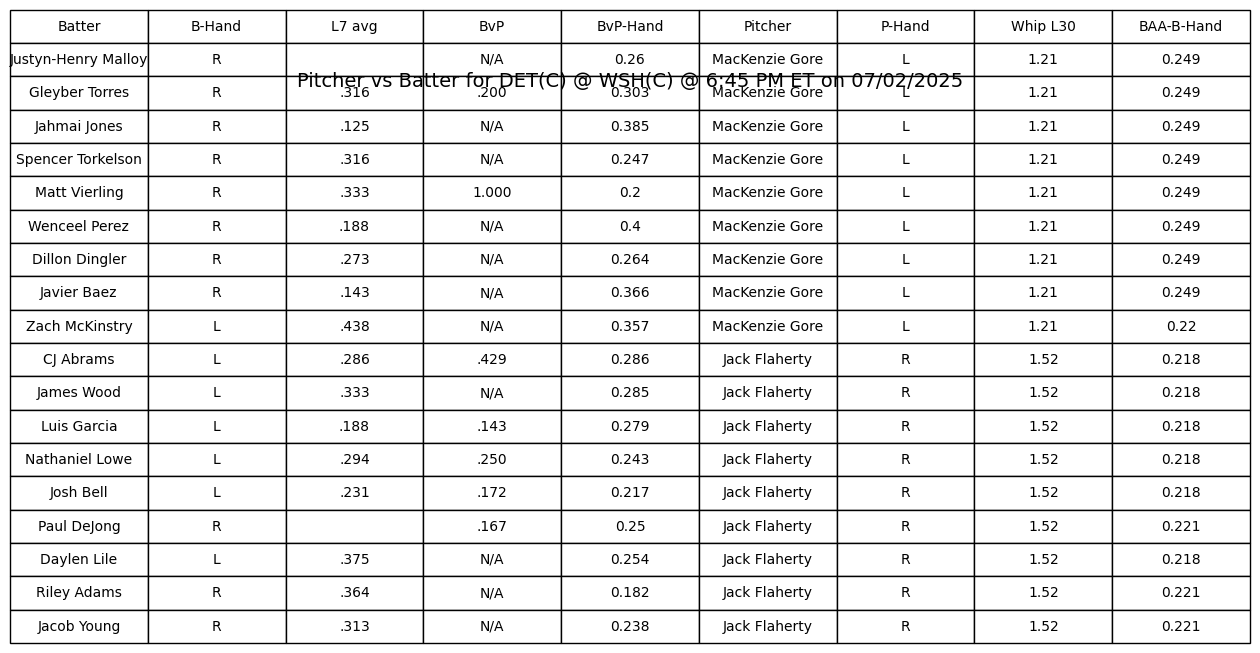 Batter B-Hand L7 avg BvP BvP-Hand Pitcher P-Hand Whip L30 BAA-B-Hand
Justyn-Henry Malloy R N/A 0.26 MacKenzie Gore L 1.21 0.249
Pitcher vs Batter for DET(C) @ WSH(C) @ 6:45 PM ET on 07/02/2025
Gleyber Torres R .316 .200 0.303 MacKenzie Gore L 1.21 0.249
Jahmai Jones R .125 N/A 0.385 MacKenzie Gore L 1.21 0.249
Spencer Torkelson R .316 N/A 0.247 MacKenzie Gore L 1.21 0.249
Matt Vierling R .333 1.000 0.2 MacKenzie Gore L 1.21 0.249
Wenceel Perez R .188 N/A 0.4 MacKenzie Gore L 1.21 0.249
Dillon Dingler R .273 N/A 0.264 MacKenzie Gore L 1.21 0.249
Javier Baez R .143 N/A 0.366 MacKenzie Gore L 1.21 0.249
Zach McKinstry L .438 N/A 0.357 MacKenzie Gore L 1.21 0.22
CJ Abrams L .286 .429 0.286 Jack Flaherty R 1.52 0.218
James Wood L .333 N/A 0.285 Jack Flaherty R 1.52 0.218
Luis Garcia L .188 .143 0.279 Jack Flaherty R 1.52 0.218
Nathaniel Lowe L .294 .250 0.243 Jack Flaherty R 1.52 0.218
Josh Bell L .231 .172 0.217 Jack Flaherty R 1.52 0.218
Paul DeJong R .167 0.25 Jack Flaherty R 1.52 0.221
Daylen Lile L .375 N/A 0.254 Jack Flaherty R 1.52 0.218
Riley Adams R .364 N/A 0.182 Jack Flaherty R 1.52 0.221
Jacob Young R .313 N/A 0.238 Jack Flaherty R 1.52 0.221